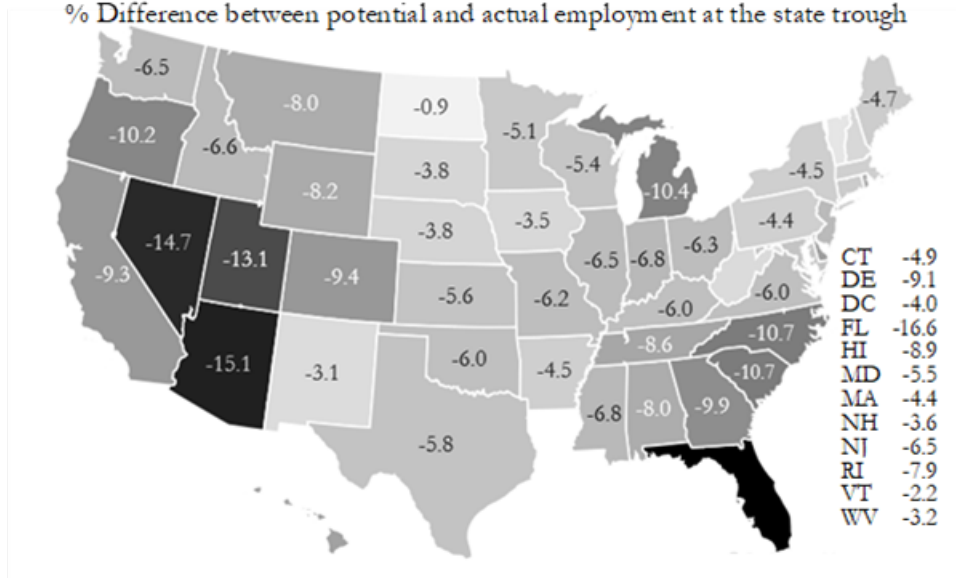 % Difference between potential and actual employment at the state trough
-6.5
-8.0
-0.9
-4.7
-10.2
-6.6
-5.1
-5.4
-8.2
-3.8
-10.4
-4.5
-14.7
-13.1
-3.8
-3.5
-4.4
-9.3
-9.4
-6.5
-6.8
-6.3
-5.6
-6.2
-6.0
-6.0
-15.1
-3.1
-6.0
-4.5
-8.6
-10.7
-10.7
-5.8
-6.8
-8.0
-9.9
CT -4.9
DE -9.1
DC -4.0
FL -16.6
HI -8.9
MD -5.5
MA -4.4
NH -3.6
NJ -6.5
RI -7.9
VT -2.2
WV -3.2